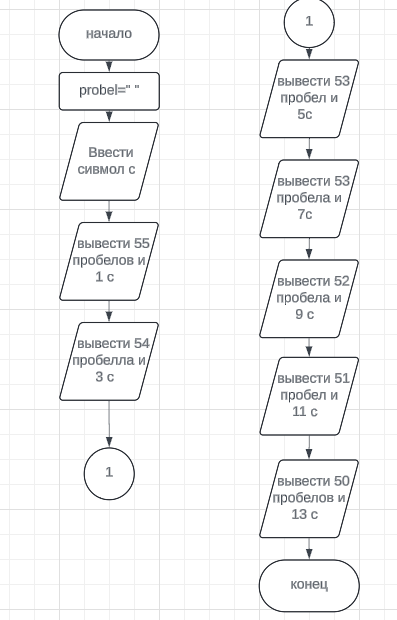 начало
probel=" "
Ввести
сивмол с
вывести 55
пробелов и
1 с
вывести 54
пробелла и
3 с
1
1
вывести 53
пробел и
5с
вывести 53
пробела и
7с
вывести 52
пробела и
9 с
вывести 51
пробел и
11 с
вывести 50
пробелов и
13 с
конец